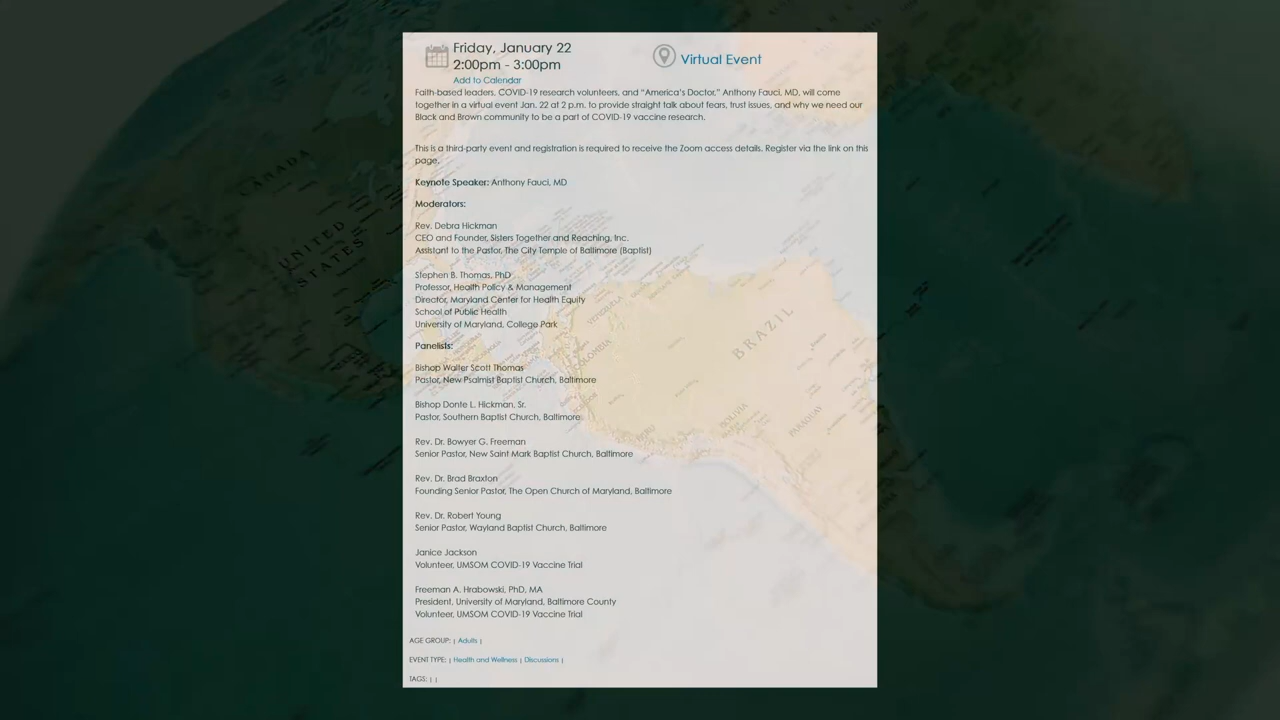 Friday, January 22
2:00pm - 3:00pm
Add to Calendar
Virtual Event
Faith-based leaders, COVID-19 research volunteers, and “America's Doctor,” Anthony Fauci, MD, will come
together in a virtual event Jan. 22 at 2 p.m. to provide straight talk about fears, trust issues, and why we need our
Black and Brown community to be a part of COVID-19 vaccine research.
This is a third-party event and registration is required to receive the Zoom access details. Register via the link on this
page.
Keynote Speaker: Anthony Fauci, MD
Moderators:
Rev. Debra Hickman
CEO and Founder, Sisters Together and Reaching, Inc.
Assistant to the Pastor, The City Temple of Baltimore (Baptist)
Stephen B. Thomas, PhD
Professor, Health Policy & Management
Director, Maryland Center for Health Equity
School of Public Health
University of Maryland, College Park
Panelists:
Bishop Walter Scott Thomas
Pastor, New Psalmist Baptist Church, Baltimore
Bishop Donte L. Hickman, Sr.
Pastor, Southern Baptist Church, Baltimore
Rev. Dr. Bowyer G. Freeman
Senior Pastor, New Saint Mark Baptist Church, Baltimore
Rev. Dr. Brad Braxton
Founding Senior Pastor, The Open Church of Maryland, Baltimore
Rev. Dr. Robert Young
Senior Pastor, Wayland Baptist Church, Baltimore
Janice Jackson
Volunteer, UMSOM COVID-19 Vaccine Trial
Freeman A. Hrabowski, PhD, MA
President, University of Maryland, Baltimore County
Volunteer, UMSOM COVID-19 Vaccine Trial
AGE GROUP: | Adults |
EVENT TYPE: | Health and Wellness | Discussions |
TAGS: | |
CANADA
UNITED
STATES
VENEZUELA
COLOMBIA
BRAZIL
PERU
BOLIVIA
PARAGUAY